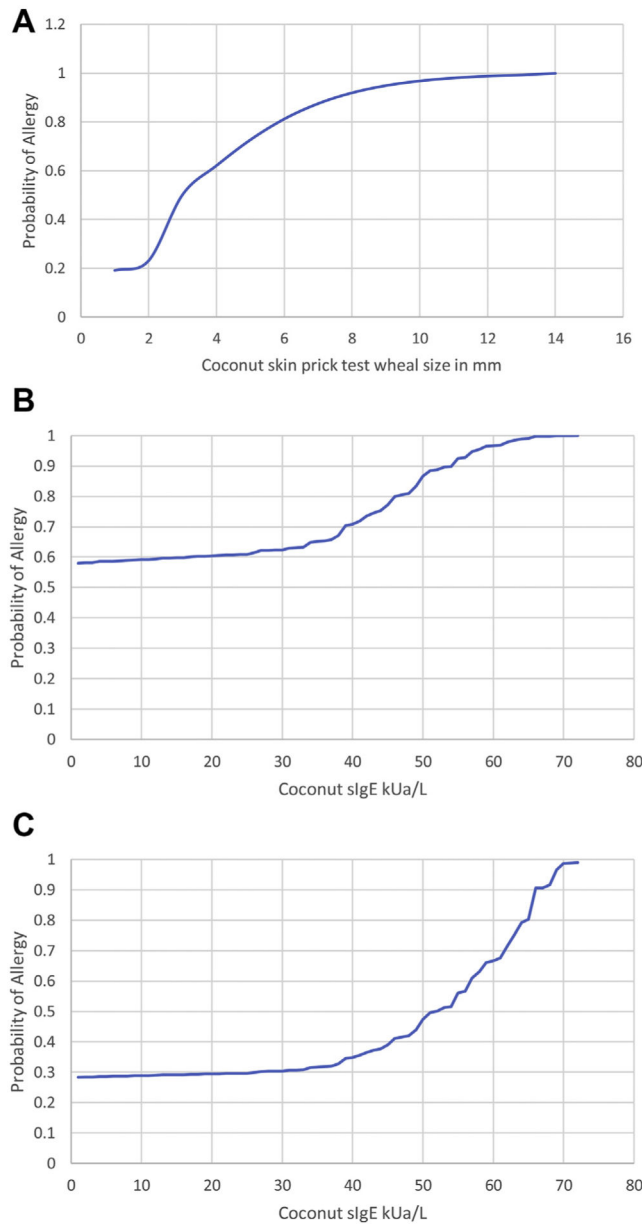 A
Probability of Allergy
1.2
1
0.8
0.6
0.4
0.2
0
0 2 4 6 8 10 12 14 16
Coconut skin prick test wheal size in mm
B
Probability of Allergy
1
0.9
0.8
0.7
0.6
0.5
0.4
0.3
0.2
0.1
0
0 10 20 30 40 50 60 70 80
Coconut sIgE kUa/L
C
Probability of Allergy
1
0.9
0.8
0.7
0.6
0.5
0.4
0.3
0.2
0.1
0
0 10 20 30 40 50 60 70 80
Coconut sIgE kUa/L